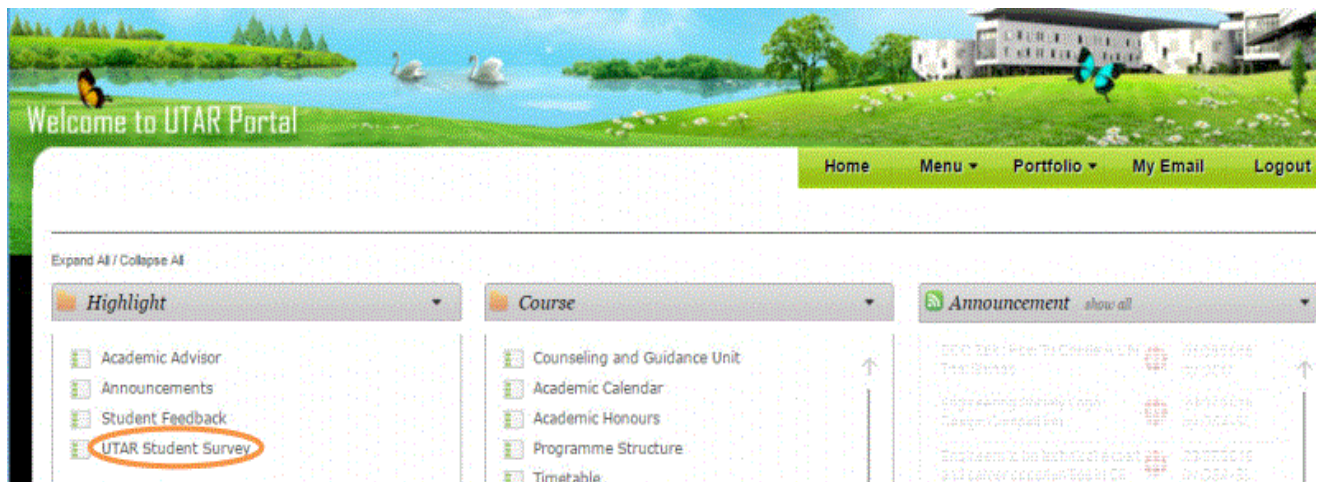 Welcome to UTAR Portal
Home Menu Portfolio My Email Logout
Expand All / Collapse All
Highlight
Academic Advisor
Announcements
Student Feedback
UTAR Student Survey
Course
Counseling and Guidance Unit
Academic Calendar
Academic Honours
Programme Structure
Timetable
Announcement show all